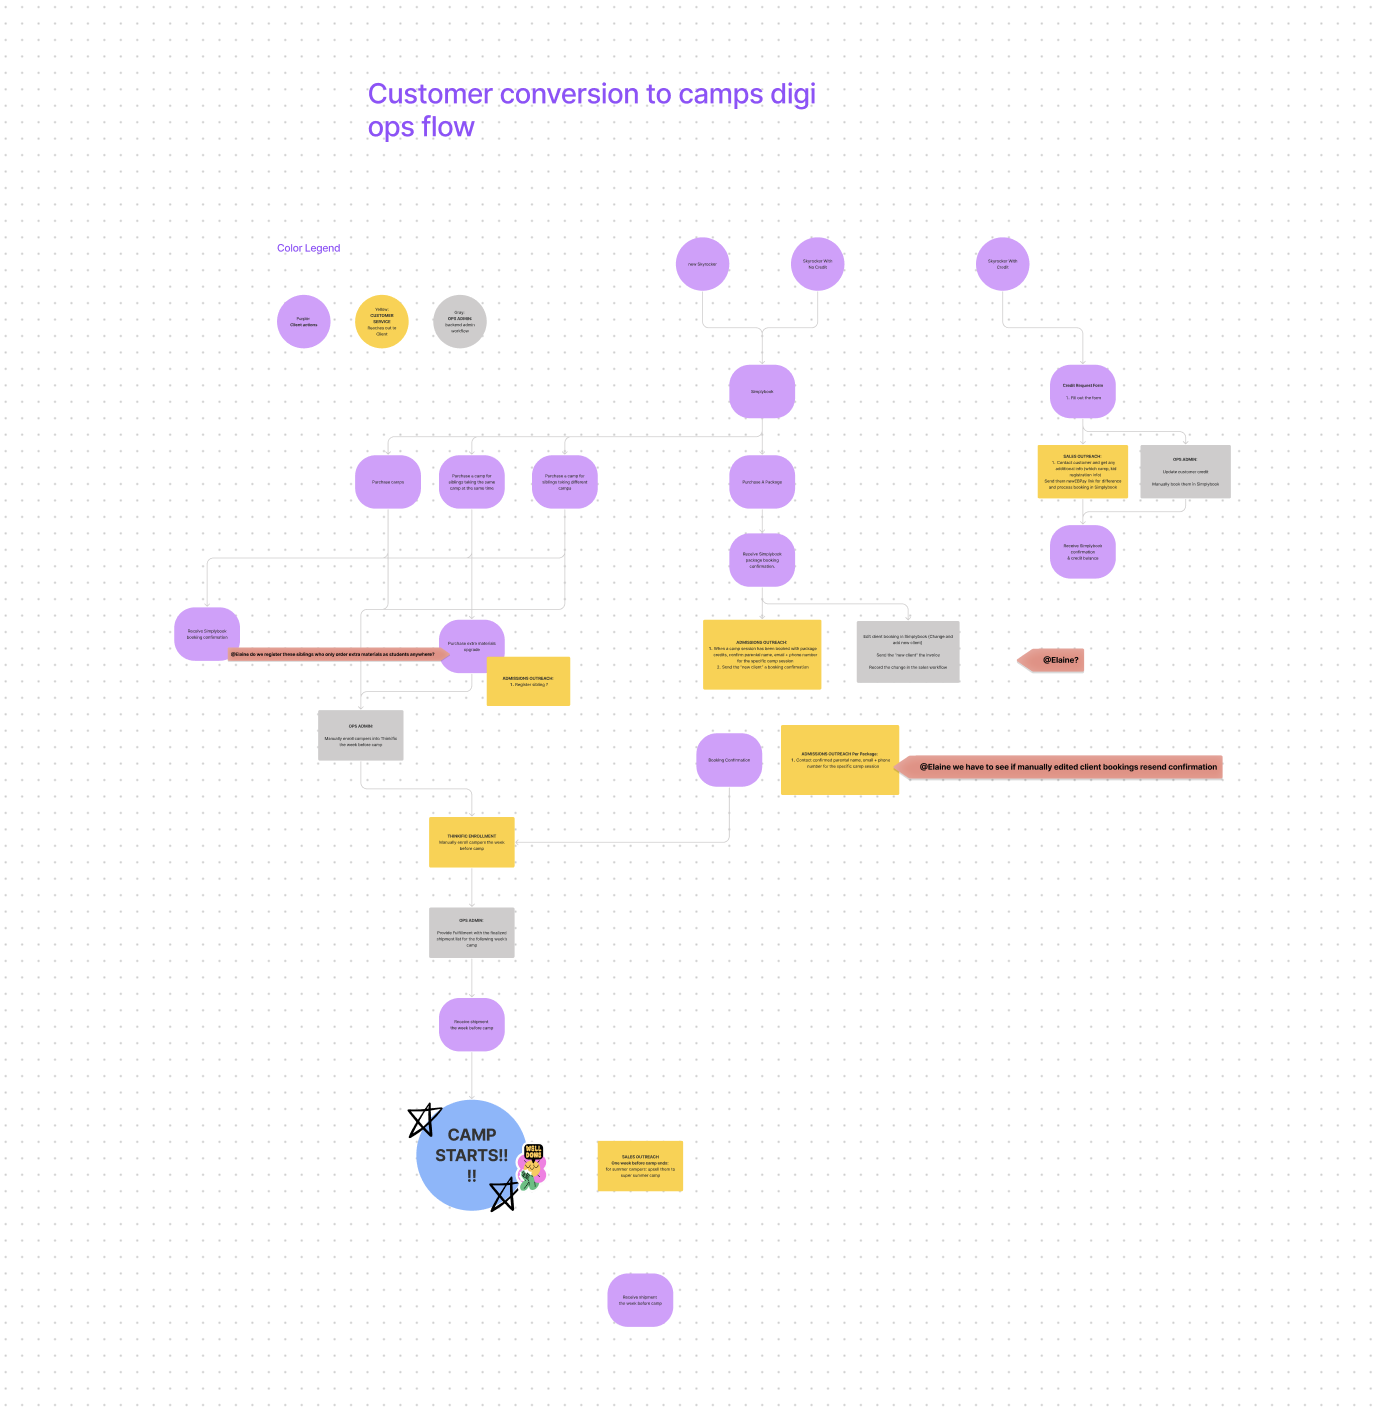 Customer conversion to camps digi
ops flow
Color Legend
Purple:
Client actions
Yellow:
CUSTOMER
SERVICE
Reaches out to
Client
Gray:
OPS ADMIN:
backend admin
workflow
new Skyrocker
Skyrocker With
No Credit
Skyrocker With
Credit
Simplybook
Credit Request Form
1. Fill out the form
Purchase camps
Purchase a camp for
siblings taking the same
camp at the same time.
Purchase a camp for
siblings taking different
camps
Purchase A Package
SALES OUTREACH:
1. Contact customer and get any
additional info (which camp, kid
registration info)
Send them new EBPay link for difference
and process booking in Simplybook
OPS ADMIN:
Update customer credit
Manually book them in Simplybook
Receive Simplybook
package booking
confirmation.
Receive Simplybook
confirmation
& credit balance
Receive Simplybook
booking confirmation
@Elaine do we register these siblings who only order extra materials as students anywhere?
Purchase extra materials
upgrade
ADMISSIONS OUTREACH:
1. Register sibling ?
ADMISSIONS OUTREACH:
1. When a camp session has been booked with package
credits, confirm parental name, email + phone number
for the specific camp session
2. Send the "new client" a booking confirmation
Edit client booking in Simplybook (Change and
add new client)
Send the "new client" the invoice
Record the change in the sales workflow
@Elaine?
OPS ADMIN:
Manually enroll campers into Thinkific
the week before camp
Booking Confirmation
ADMISSIONS OUTREACH Per Package:
1. Contact confirmed parental name, email + phone
number for the specific camp session
@Elaine we have to see if manually edited client bookings resend confirmation
THINKIFIC ENROLLMENT
Manually enroll campers the week
before camp
OPS ADMIN:
Provide Fulfillment with the finalized
shipment list for the following week's
camp
Receive shipment
the week before camp
CAMP
STARTS!!
!!
WELL
DONE
SALES OUTREACH
One week before camp ends:
for summer campers: upsell them to
super summer camp
Receive shipment
the week before camp